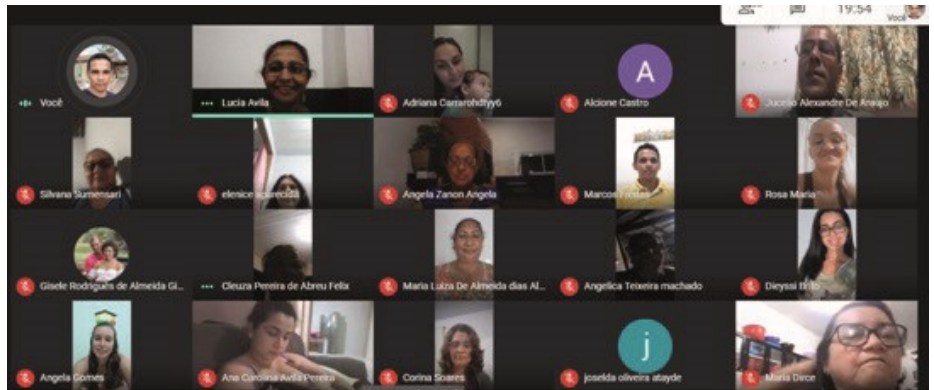 19:54
Você
Você
Lucia Avila
Adriana Carrarohdfyy6
A
Alcione Castro
Jucelio Alexandre De Araujo
Silvana Sumensari
elenice aparecida
Angela Zanon Angela
Marcos Freitas
Rosa Maria
Gisele Rodrigues de Almeida Gi...
Cleuza Pereira de Abreu Felix
Maria Luiza De Almeida dias Al...
Angelica Teixeira machado
Dieyssi Brito
Angela Gomes
Ana Carolina Avila Pereira
Corina Soares
j
joselda oliveira atayde
Maria Dirce